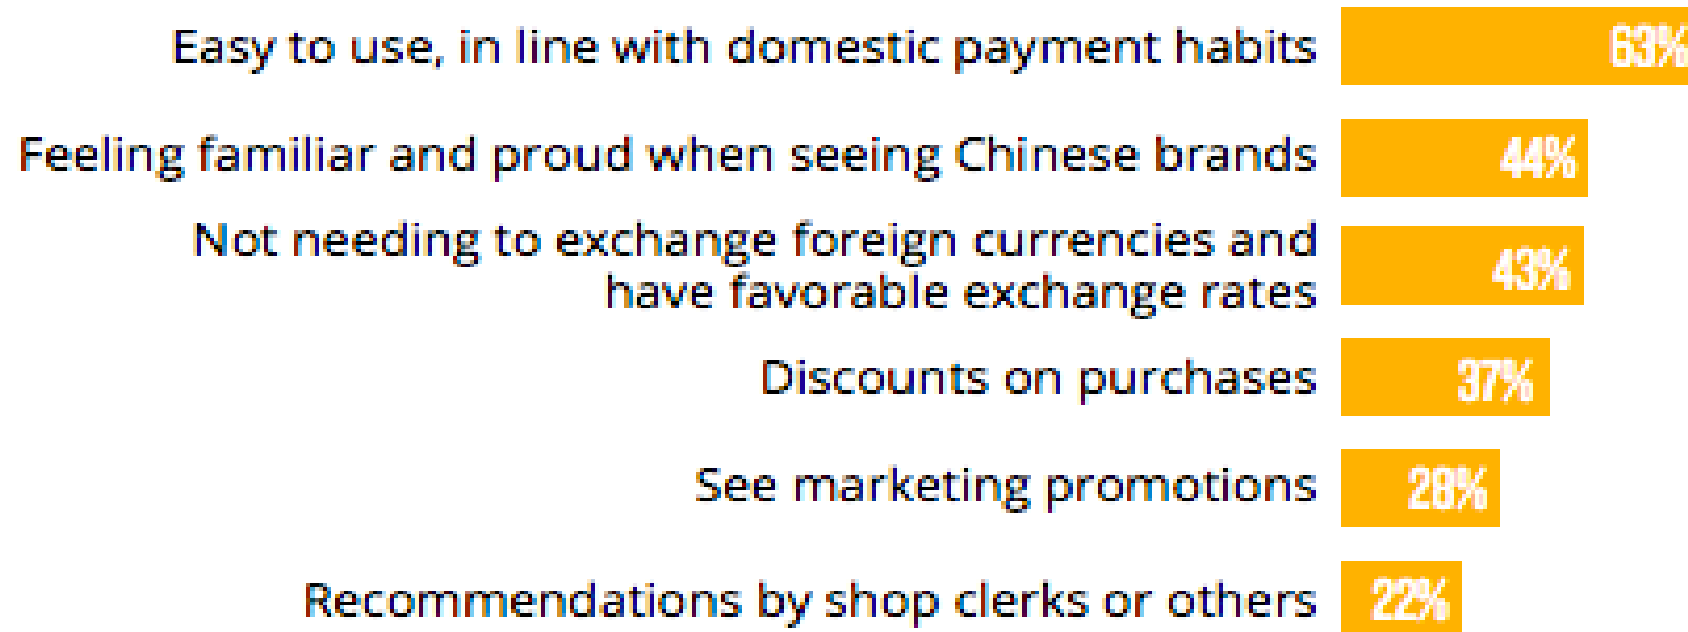 Easy to use, in line with domestic payment habits 63%
Feeling familiar and proud when seeing Chinese brands 44%
Not needing to exchange foreign currencies and
have favorable exchange rates 43%
Discounts on purchases 37%
See marketing promotions 28%
Recommendations by shop clerks or others 22%